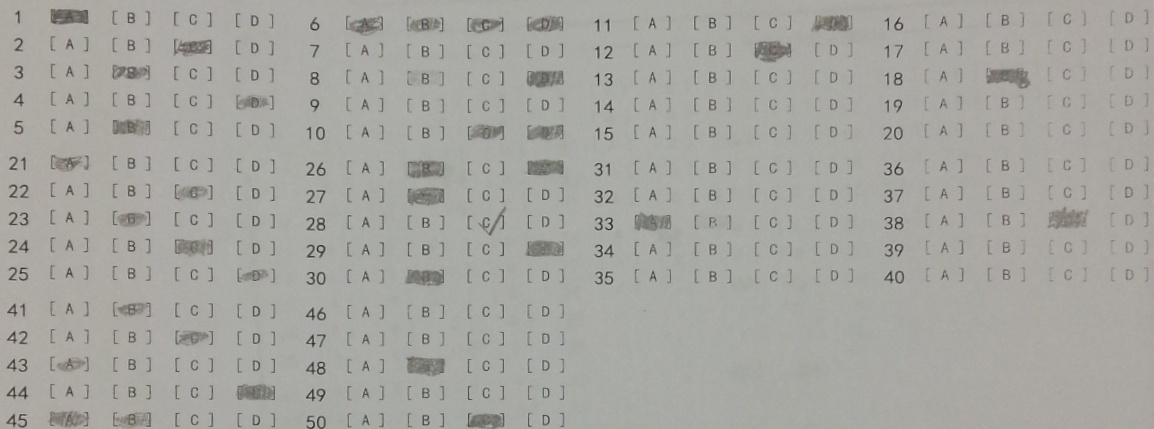 1 [ A ] [ B ] [ C ] [ D ] 6 [ A ] [ B ] [ C ] [ D ] 11 [ A ] [ B ] [ C ] [ D ] 16 [ A ] [ B ] [ C ] [ D ]
2 [ A ] [ B ] [ C ] [ D ] 7 [ A ] [ B ] [ C ] [ D ] 12 [ A ] [ B ] [ C ] [ D ] 17 [ A ] [ B ] [ C ] [ D ]
3 [ A ] [ B ] [ C ] [ D ] 8 [ A ] [ B ] [ C ] [ D ] 13 [ A ] [ B ] [ C ] [ D ] 18 [ A ] [ C ] [ D ]
4 [ A ] [ B ] [ C ] [ D ] 9 [ A ] [ B ] [ C ] [ D ] 14 [ A ] [ B ] [ C ] [ D ] 19 [ A ] [ B ] [ C ] [ D ]
5 [ A ] [ B ] [ C ] [ D ] 10 [ A ] [ B ] [ C ] [ D ] 15 [ A ] [ B ] [ C ] [ D ] 20 [ A ] [ B ] [ C ] [ D ]
21 [ A ] [ B ] [ C ] [ D ] 26 [ A ] [ B ] [ C ] 31 [ A ] [ B ] [ C ] [ D ] 36 [ A ] [ B ] [ C ] [ D ]
22 [ A ] [ B ] [ C ] [ D ] 27 [ A ] [ C ] [ D ] 32 [ A ] [ B ] [ C ] [ D ] 37 [ A ] [ B ] [ C ] [ D ]
23 [ A ] [ B ] [ C ] [ D ] 28 [ A ] [ B ] [ C ] [ D ] 33 [ A ] [ B ] [ C ] [ D ] 38 [ A ] [ B ] [ D ]
24 [ A ] [ B ] [ C ] [ D ] 29 [ A ] [ B ] [ C ] 34 [ A ] [ B ] [ C ] [ D ] 39 [ A ] [ B ] [ C ] [ D ]
25 [ A ] [ B ] [ C ] [ D ] 30 [ A ] [ C ] [ D ] 35 [ A ] [ B ] [ C ] [ D ] 40 [ A ] [ B ] [ C ] [ D ]
41 [ A ] [ B ] [ C ] [ D ] 46 [ A ] [ B ] [ C ] [ D ]
42 [ A ] [ B ] [ C ] [ D ] 47 [ A ] [ B ] [ C ] [ D ]
43 [ A ] [ B ] [ C ] [ D ] 48 [ A ] [ C ] [ D ]
44 [ A ] [ B ] [ C ] 49 [ A ] [ B ] [ C ] [ D ]
45 [ A ] [ B ] [ C ] [ D ] 50 [ A ] [ B ] [ C ] [ D ]